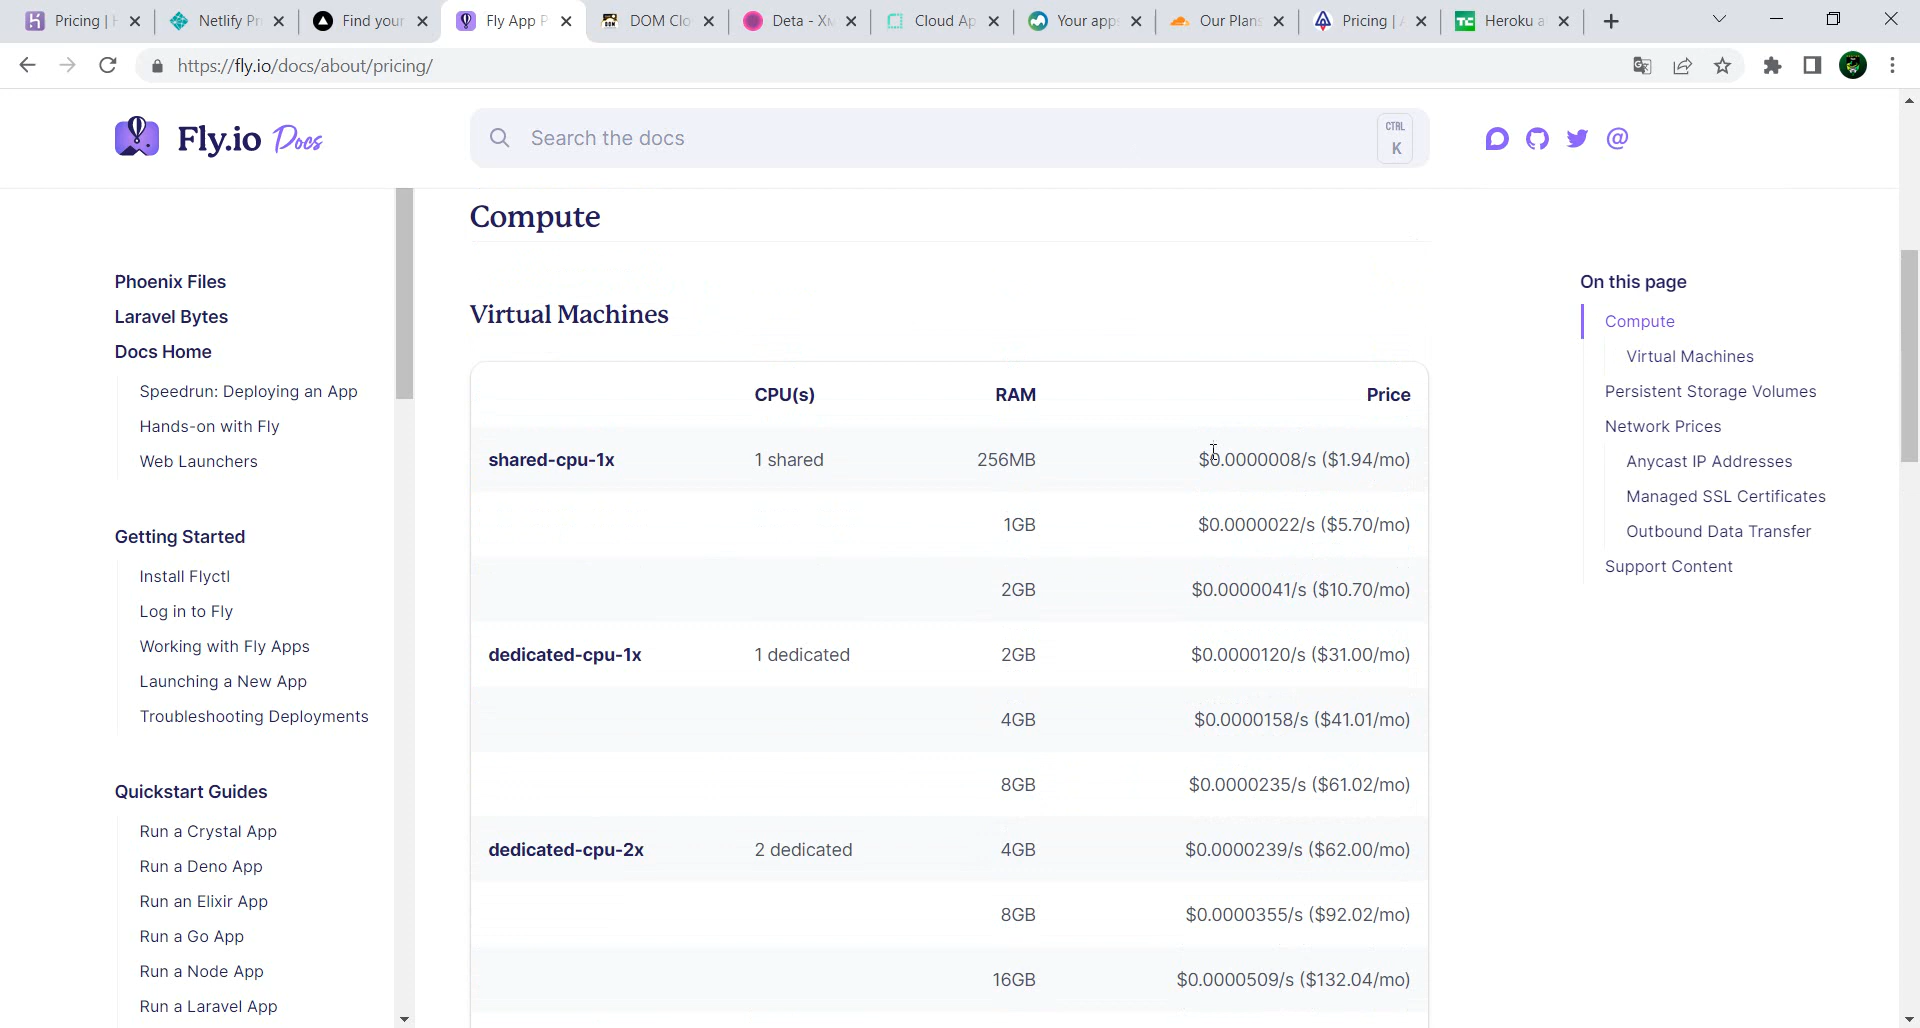 Pricing | H
Netlify Pri
Find your
Fly App P
DOM Clo
Deta - Xм
Cloud Ap
Your apps
Our Plans
Pricing | A
Heroku a
https://fly.io/docs/about/pricing/
Fly.io Docs
Search the docs
CTRL
K
Phoenix Files
Laravel Bytes
Docs Home
Speedrun: Deploying an App
Hands-on with Fly
Web Launchers
Getting Started
Install Flyctl
Log in to Fly
Working with Fly Apps
Launching a New App
Troubleshooting Deployments
Quickstart Guides
Run a Crystal App
Run a Deno App
Run an Elixir App
Run a Go App
Run a Node App
Run a Laravel App
Compute
Virtual Machines
CPU(s) RAM Price
shared-cpu-1x 1 shared 256MB $0.0000008/s ($1.94/mo)
1GB $0.0000022/s ($5.70/mo)
2GB $0.0000041/s ($10.70/mo)
dedicated-cpu-1x 1 dedicated 2GB $0.0000120/s ($31.00/mo)
4GB $0.0000158/s ($41.01/mo)
8GB $0.0000235/s ($61.02/mo)
dedicated-cpu-2x 2 dedicated 4GB $0.0000239/s ($62.00/mo)
8GB $0.0000355/s ($92.02/mo)
16GB $0.0000509/s ($132.04/mo)
On this page
Compute
Virtual Machines
Persistent Storage Volumes
Network Prices
Anycast IP Addresses
Managed SSL Certificates
Outbound Data Transfer
Support Content